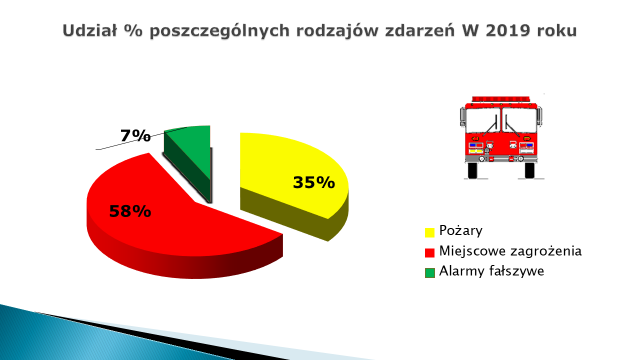 Udział % poszczególnych rodzajów zdarzeń W 2019 roku
7%
35%
58%
Pożary
Miejscowe zagrożenia
Alarmy fałszywe